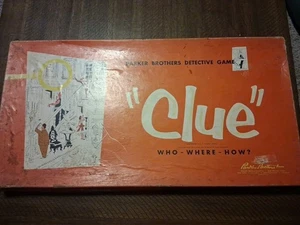 PARKER BROTHERS DETECTIVE GAME
"Clue"
WHO - WHERE - HOW?